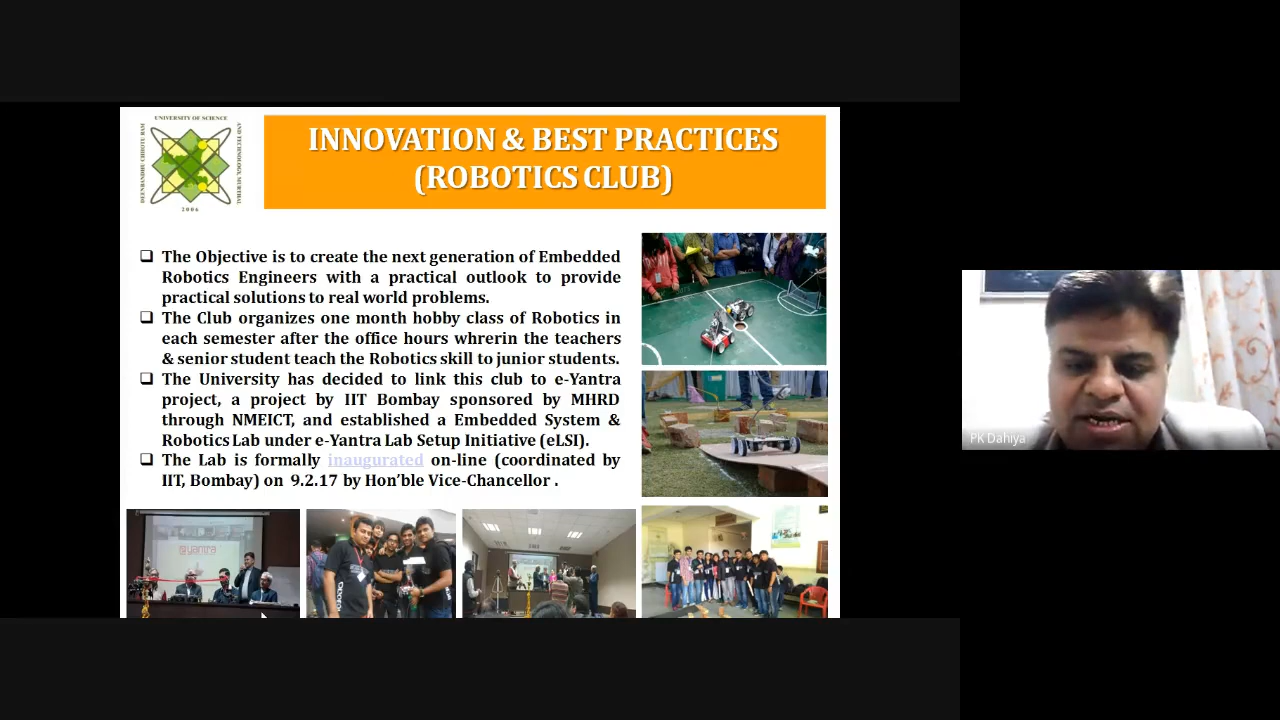 UNIVERSITY OF SCIENCE
DEENBANDHU CHHOTU RAM
AND TECHNOLOGY, MURTHAL
2006
INNOVATION & BEST PRACTICES
(ROBOTICS CLUB)
❑ The Objective is to create the next generation of Embedded
Robotics Engineers with a practical outlook to provide
practical solutions to real world problems.
❑ The Club organizes one month hobby class of Robotics in
each semester after the office hours whrerin the teachers
& senior student teach the Robotics skill to junior students.
❑ The University has decided to link this club to e-Yantra
project, a project by IIT Bombay sponsored by MHRD
through NMEICT, and established a Embedded System &
Robotics Lab under e-Yantra Lab Setup Initiative (eLSI).
❑ The Lab is formally inaugurated on-line (coordinated by
IIT, Bombay) on 9.2.17 by Hon’ble Vice-Chancellor .
PK Dahiya